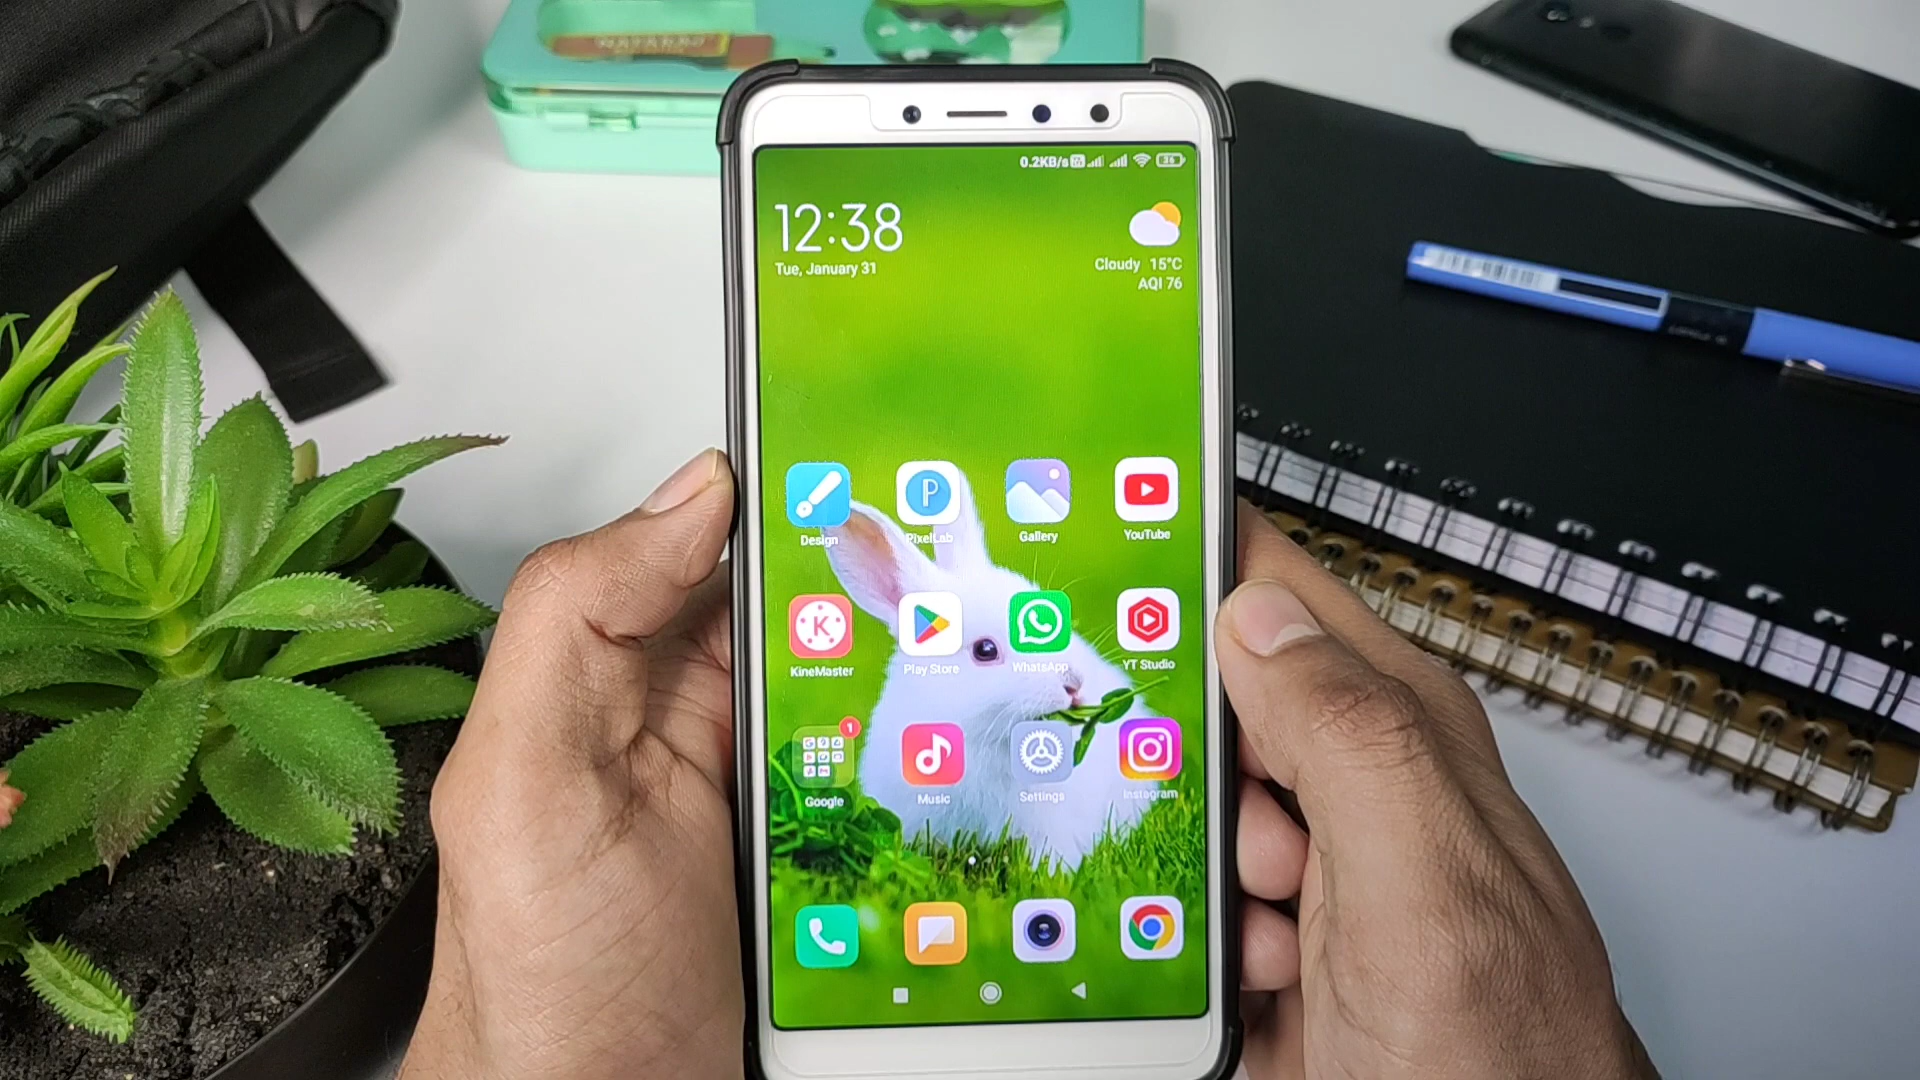 0.2KB/s 36
12:38
Tue, January 31
Cloudy 15°C
AQI 76
Design PixelLab Gallery YouTube
KineMaster Play Store WhatsApp YT Studio
1
Google Music Settings Instagram